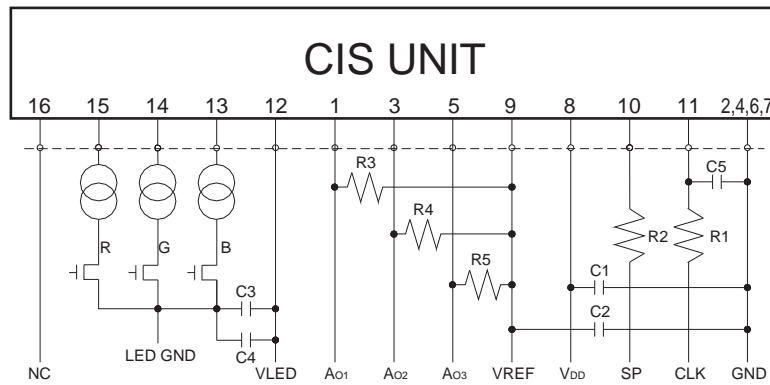 CIS UNIT
16 15 14 13 12 1 3 5 9 8 10 11 2,4,6,7
C5
R3
R4 R2 R1
R G B
R5
C1
C3
C2
LED GND C4
NC VLED AO1 AO2 AO3 VREF VDD SP CLK GND